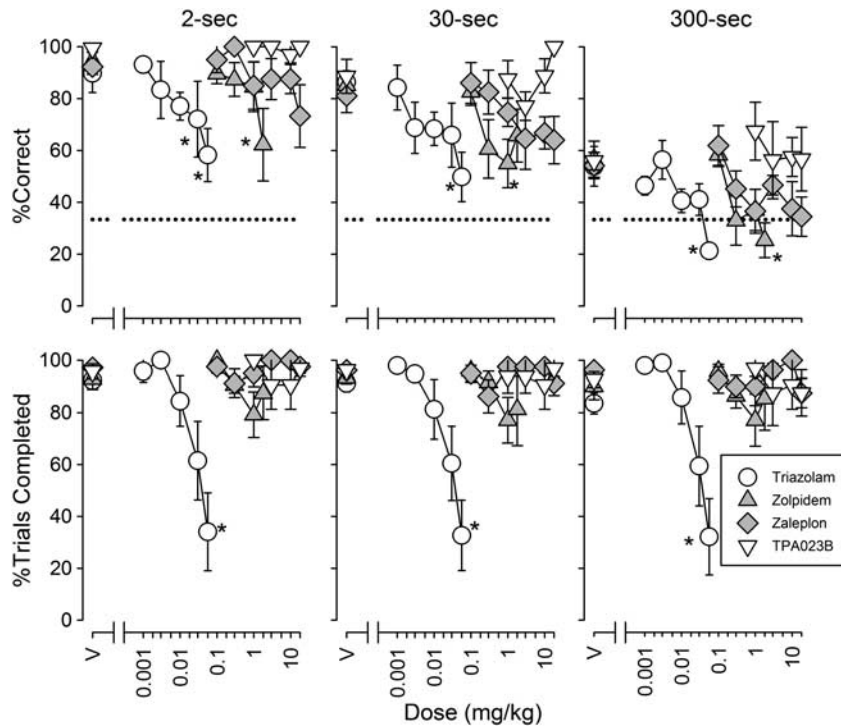 2-sec 30-sec 300-sec
%Correct
100
80
60
40
20
0
* * *
* *
* *
%Trials Completed
100
80
60
40
20
0
* * *
Triazolam
Zolpidem
Zaleplon
TPA023B
V 0.001 0.01 0.1 1 10 V 0.001 0.01 0.1 1 10 V 0.001 0.01 0.1 1 10
Dose (mg/kg)